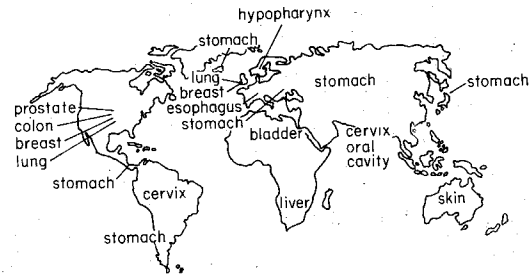 hypopharynx
stomach
lung
breast
esophagus
stomach
stomach
stomach
prostate
colon
breast
lung
bladder
cervix
oral
cavity
stomach
cervix
liver
skin
stomach